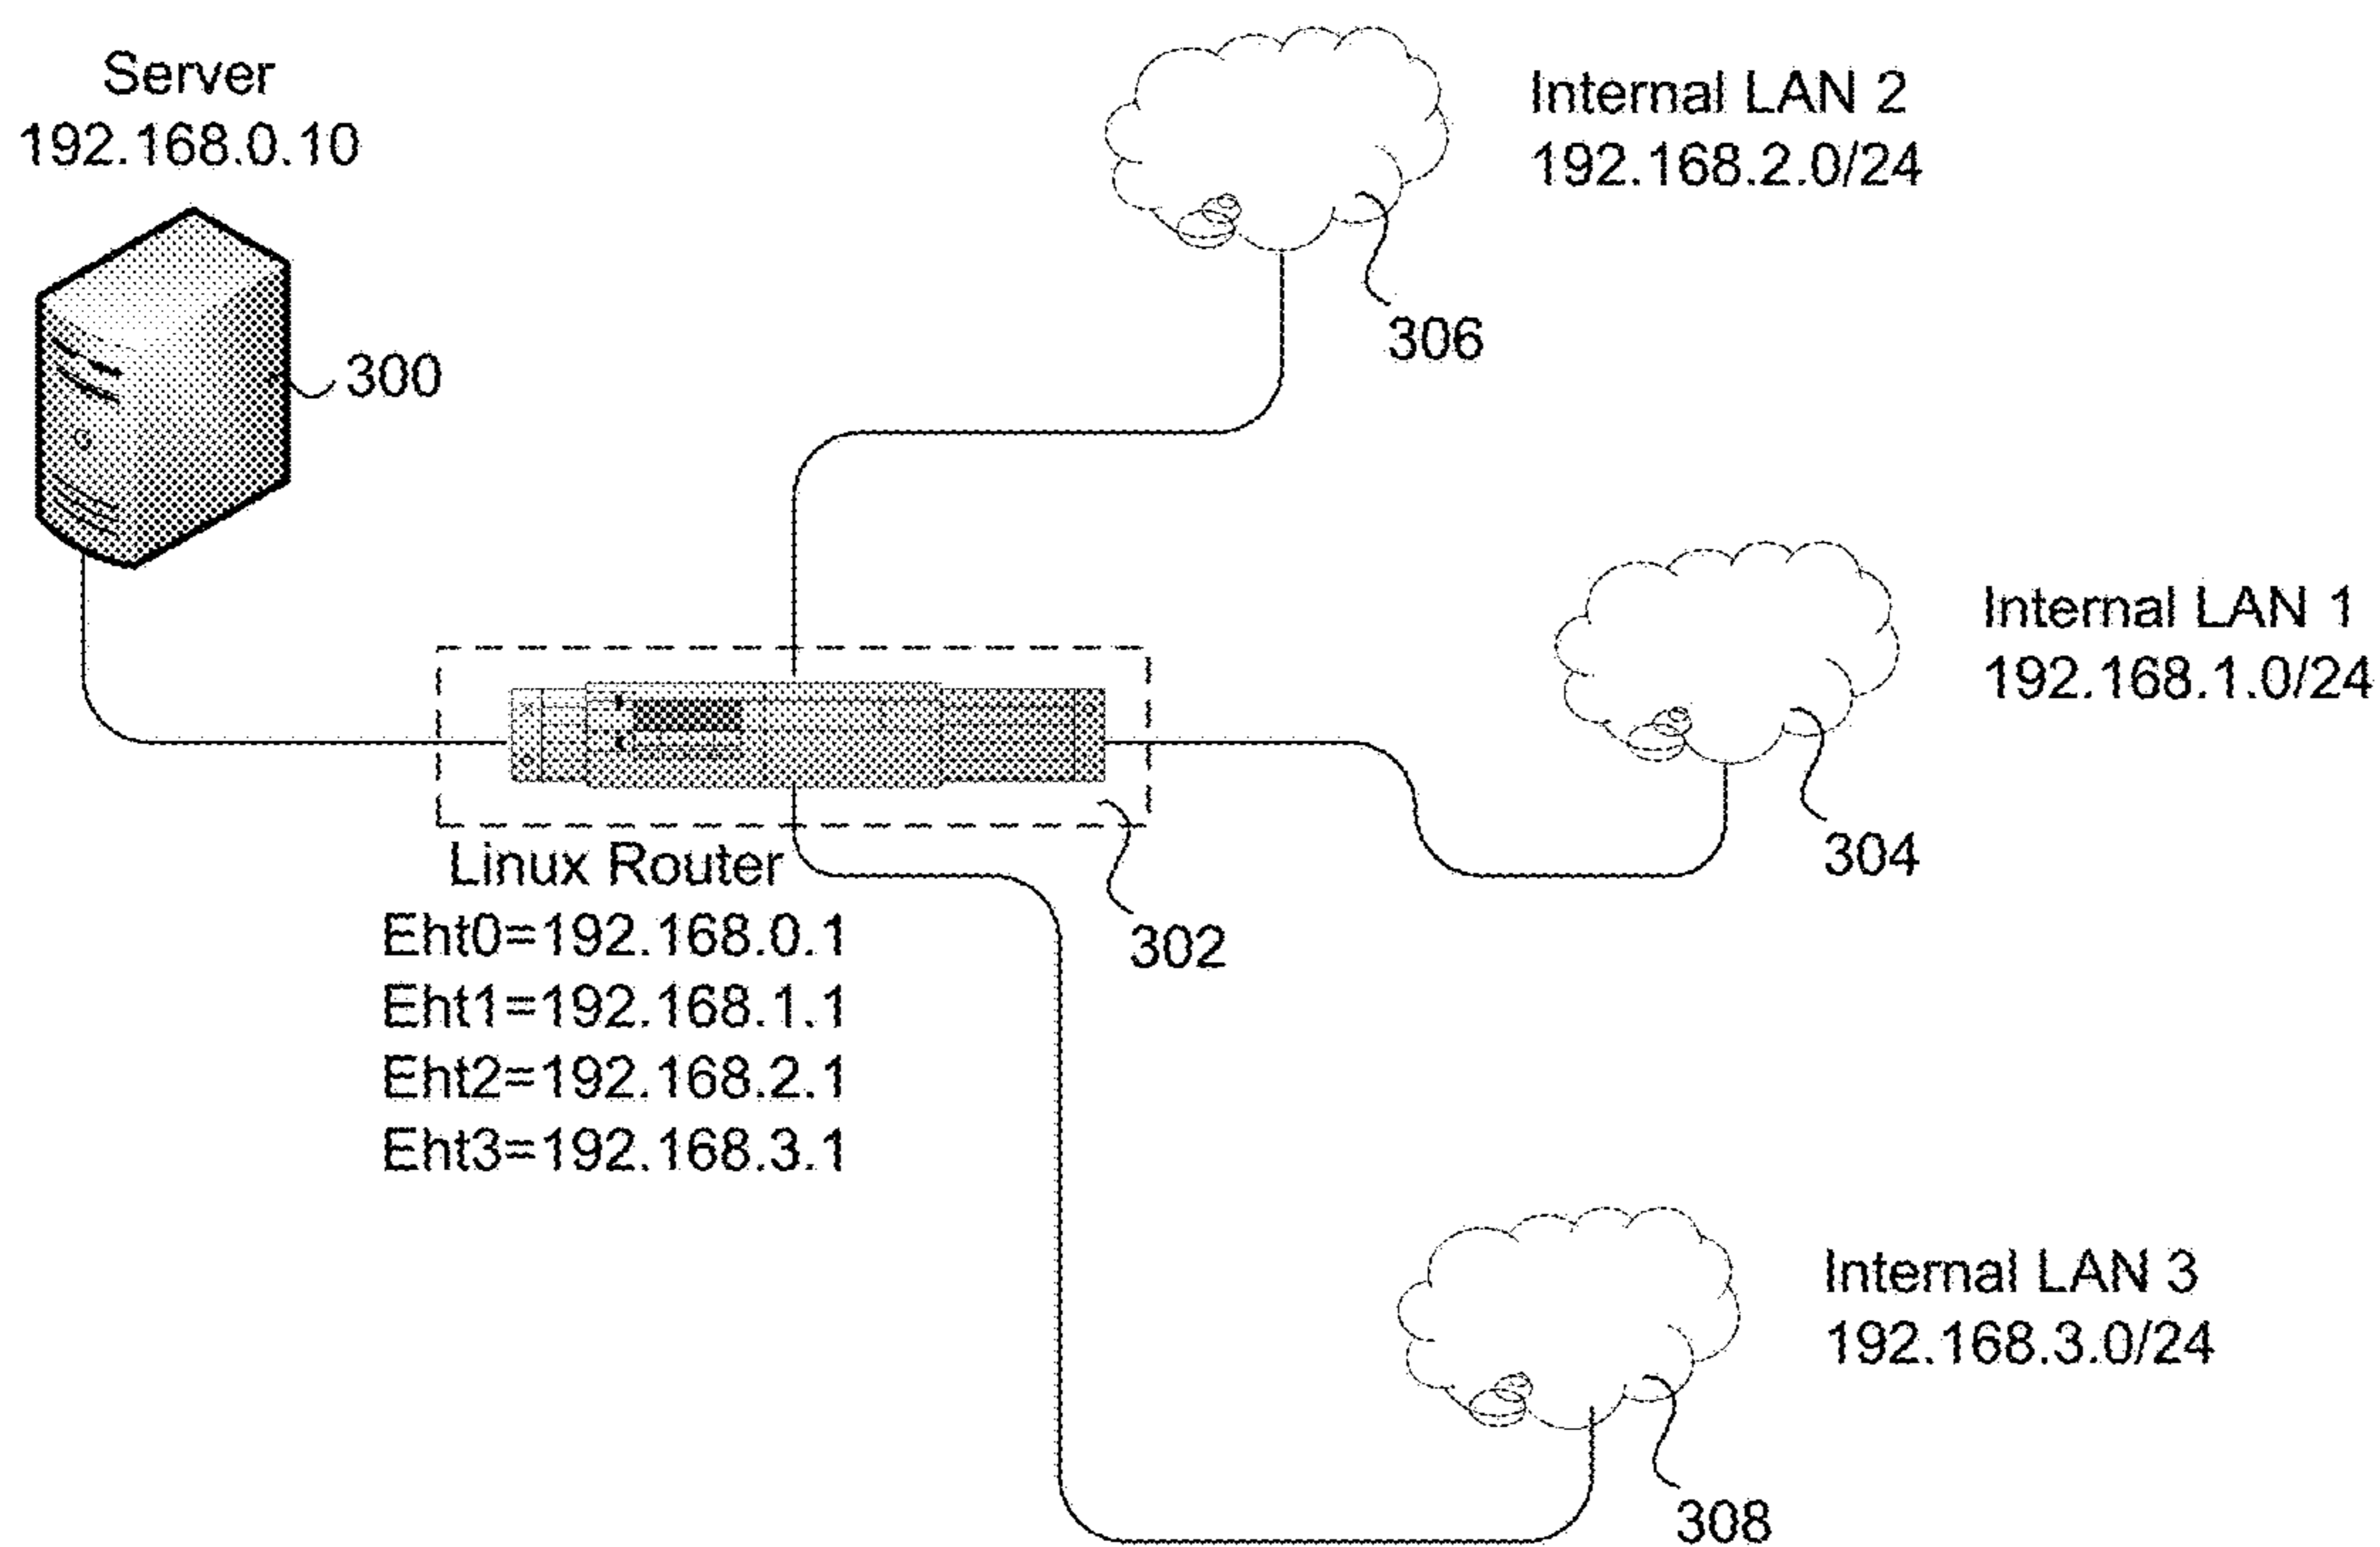 Server
192.168.0.10
300
Internal LAN 2
192.168.2.0/24
306
Internal LAN 1
192.168.1.0/24
304
Linux Router
Eht0=192.168.0.1
Eht1=192.168.1.1
Eht2=192.168.2.1
Eht3=192.168.3.1
302
Internal LAN 3
192.168.3.0/24
308